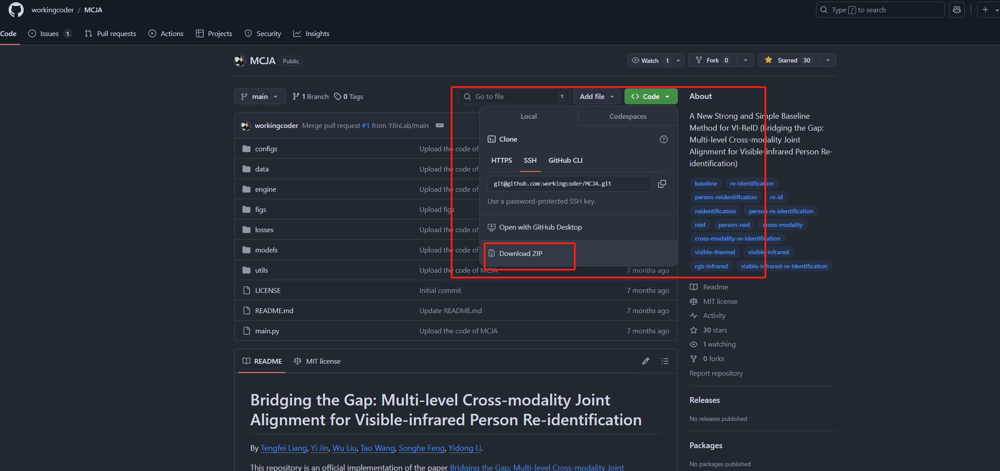 workingcoder / MCJA
Type / to search
Code
Issues 1
Pull requests
Actions
Projects
Security
Insights
MCJA Public
Watch 1
Fork 0
Starred 30
main
1 Branch
0 Tags
Go to file t
Add file
Code
Local
Codespaces
Clone
HTTPS
SSH
GitHub CLI
git@github.com:workingcoder/MCJA.git
Use a password-protected SSH key.
Open with GitHub Desktop
Download ZIP
workingcoder Merge pull request #1 from YJinLab/main
configs Upload the code of
data Upload the code of
engine Upload the code of
figs Upload figs
losses Upload the code of
models Upload the code of
utils Upload the code of MCJA 7 months ago
LICENSE Initial commit 7 months ago
README.md Update README.md 7 months ago
main.py Upload the code of MCJA 7 months ago
README
MIT license
Bridging the Gap: Multi-level Cross-modality Joint
Alignment for Visible-infrared Person Re-identification
By Tengfei Liang, Yi Jin, Wu Liu, Tao Wang, Songhe Feng, Yidong Li.
This repository is an official implementation of the paper Bridging the Gap: Multi-level Cross-modality Joint
About
A New Strong and Simple Baseline
Method for VI-ReID (Bridging the Gap:
Multi-level Cross-modality Joint
Alignment for Visible-infrared Person Re-
identification)
baseline re-identification
person-reidentification re-id
reidentification person-re-identification
reid person-reid cross-modality
cross-modality-re-identification
visible-thermal visible-infrared
rgb-infrared visible-infrared-re-identification
Readme
MIT license
Activity
30 stars
1 watching
0 forks
Report repository
Releases
No releases published
Packages
No packages published